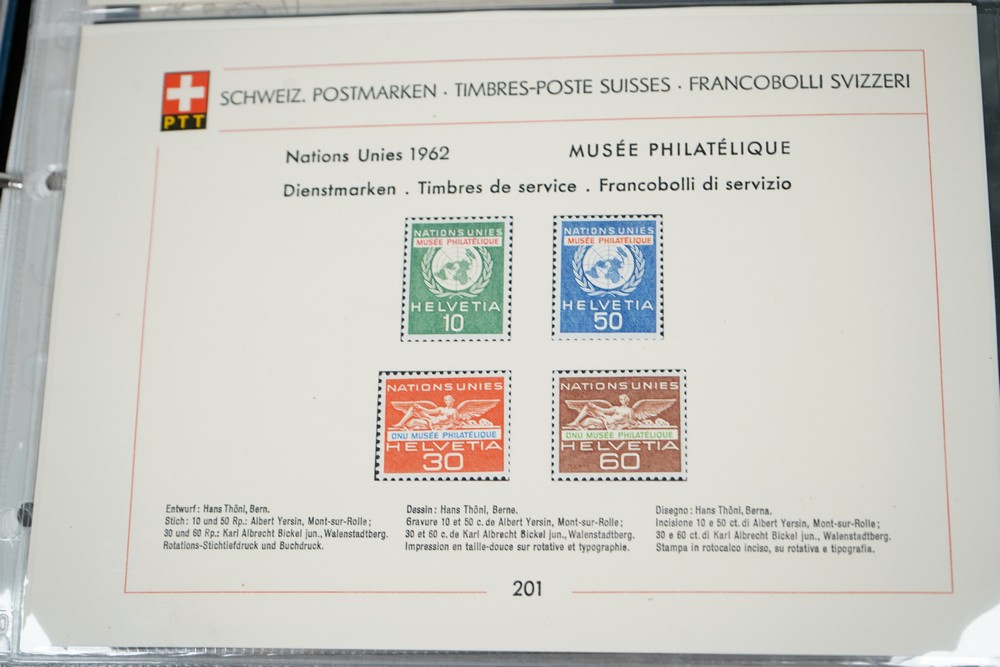 PTT
SCHWEIZ. POSTMARKEN · TIMBRES-POSTE SUISSES · FRANCOBOLLI SVIZZERI
Nations Unies 1962
MUSÉE PHILATÉLIQUE
Dienstmarken . Timbres de service . Francobolli di servizio
NATIONS UNIES
MUSÉE PHILATÉLIQUE
HELVETIA
10
NATIONS UNIES
MUSÉE PHILATÉLIQUE
HELVETIA
50
NATIONS UNIES
ONU MUSÉE PHILATÉLIQUE
HELVETIA
30
NATIONS UNIES
ONU MUSÉE PHILATÉLIQUE
HELVETIA
60
Entwurf: Hans Thöni, Bern.
Stich: 10 und 50 Rp.: Albert Yersin, Mont-sur-Rolle;
30 und 60 Rp.: Karl Albrecht Bickel jun., Walenstadtberg.
Rotations-Stichtiefdruck und Buchdruck.
Dessin: Hans Thöni, Berne.
Gravure 10 et 50 c. de Albert Yersin, Mont-sur-Rolle;
30 et 60 c. de Karl Albrecht Bickel jun., Walenstadtberg.
Impression en taille-douce sur rotative et typographie.
Disegno: Hans Thöni, Berna.
Incisione 10 e 50 ct. di Albert Yersin, Mont-sur-Rolle;
30 e 60 ct. di Karl Albrecht Bickel jun., Walenstadtberg.
Stampa in rotocalco inciso, su rotativa e tipografia.
201